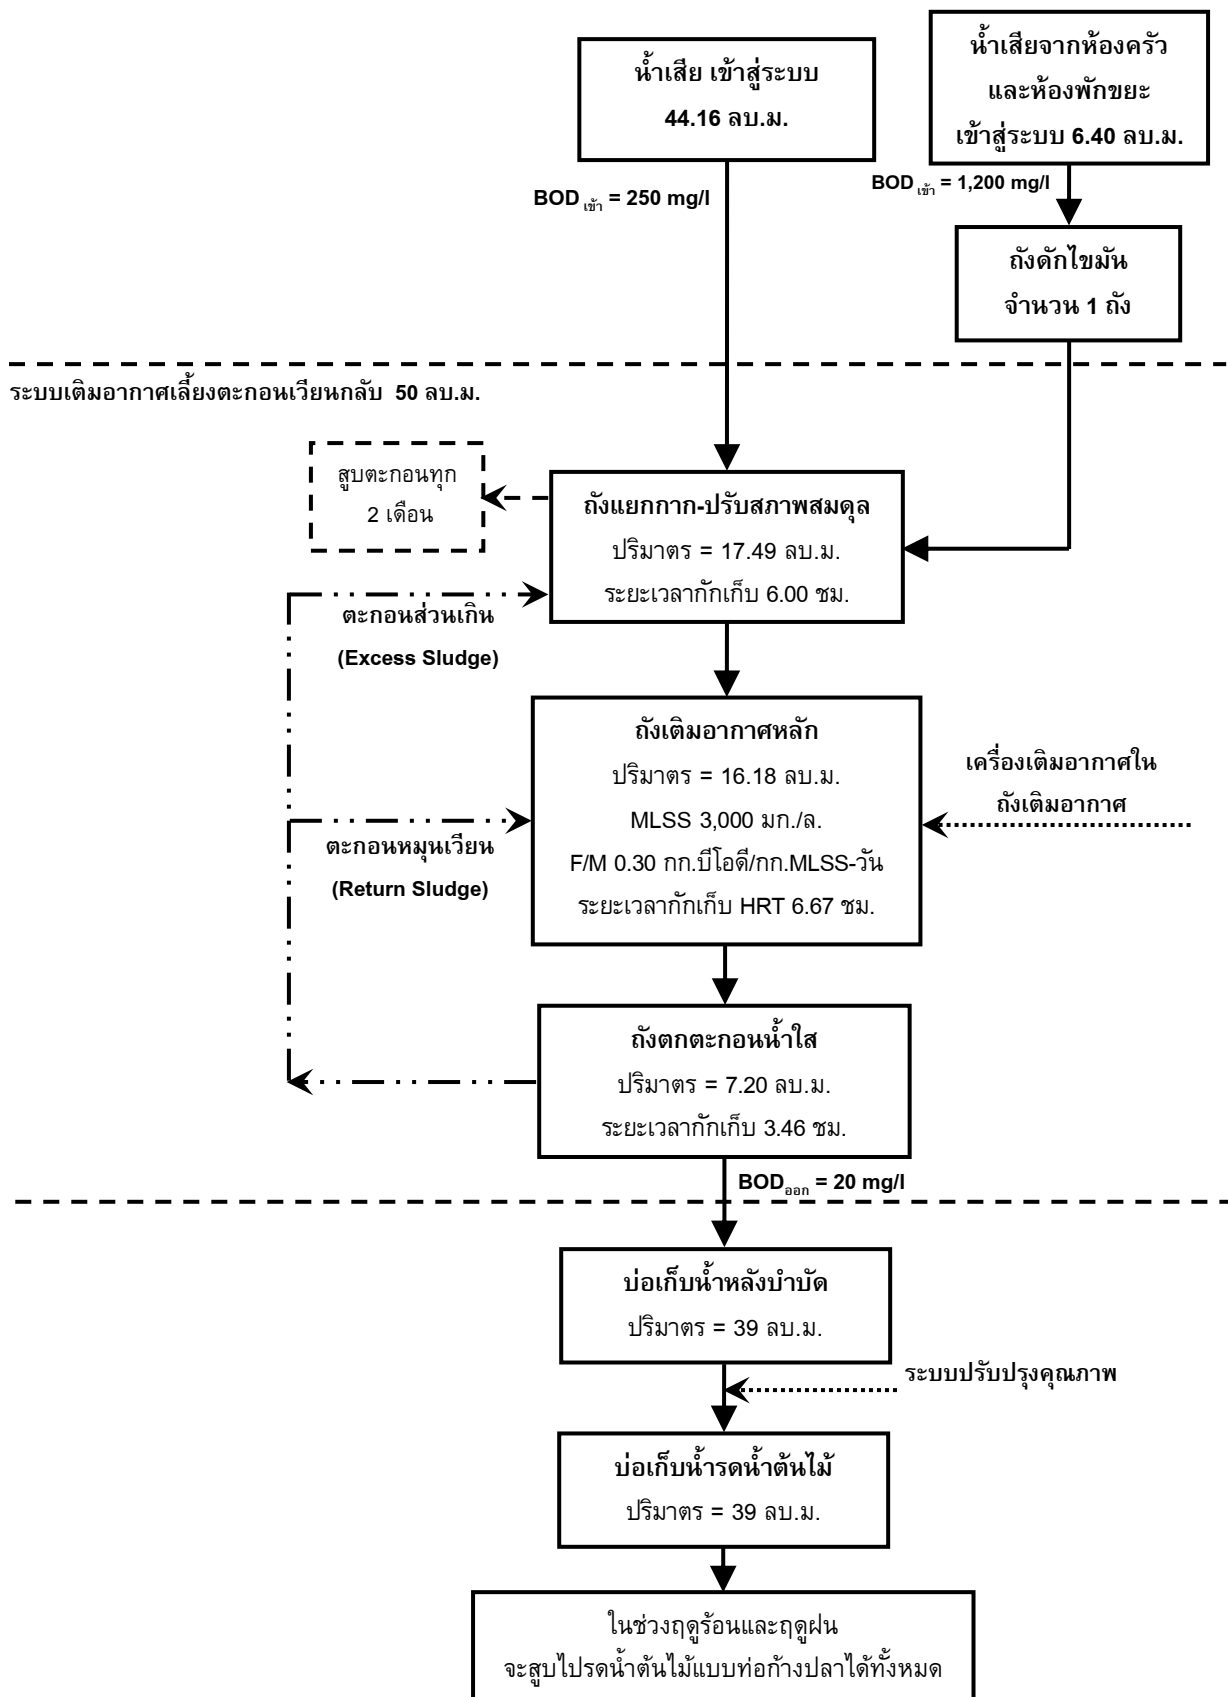 น้ำเสีย เข้าสู่ระบบ
44.16 ลบ.ม.
น้ำเสียจากห้องครัว
และห้องพักขยะ
เข้าสู่ระบบ 6.40 ลบ.ม.
BOD เข้า = 250 mg/l
BOD เข้า = 1,200 mg/l
ถังดักไขมัน
จำนวน 1 ถัง
ระบบเติมอากาศเลี้ยงตะกอนเวียนกลับ 50 ลบ.ม.
สูบตะกอนทุก
2 เดือน
ถังแยกกาก-ปรับสภาพสมดุล
ปริมาตร = 17.49 ลบ.ม.
ระยะเวลากักเก็บ 6.00 ชม.
ตะกอนส่วนเกิน
(Excess Sludge)
ถังเติมอากาศหลัก
ปริมาตร = 16.18 ลบ.ม.
MLSS 3,000 มก./ล.
F/M 0.30 กก.บีโอดี/กก.MLSS-วัน
ระยะเวลากักเก็บ HRT 6.67 ชม.
เครื่องเติมอากาศใน
ถังเติมอากาศ
ตะกอนหมุนเวียน
(Return Sludge)
ถังตกตะกอนน้ำใส
ปริมาตร = 7.20 ลบ.ม.
ระยะเวลากักเก็บ 3.46 ชม.
BODออก = 20 mg/l
บ่อเก็บน้ำหลังบำบัด
ปริมาตร = 39 ลบ.ม.
ระบบปรับปรุงคุณภาพ
บ่อเก็บน้ำรดน้ำต้นไม้
ปริมาตร = 39 ลบ.ม.
ในช่วงฤดูร้อนและฤดูฝน
จะสูบไปรดน้ำต้นไม้แบบท่อก้างปลาได้ทั้งหมด